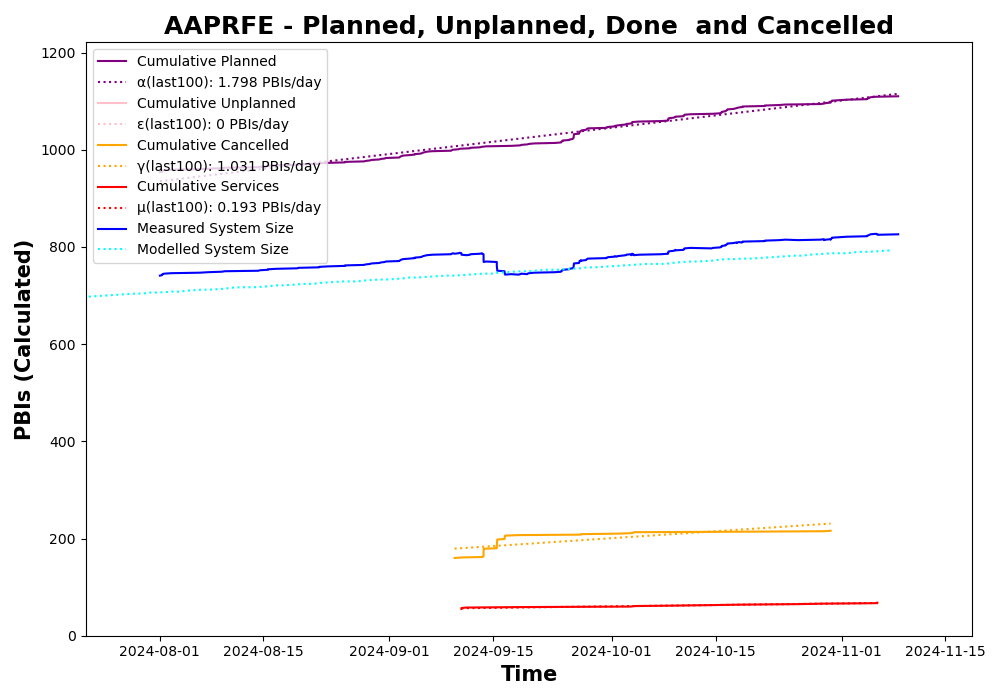 AAPRFE - Planned, Unplanned, Done  and Cancelled
PBIs (Calculated)
1200
1000
800
600
400
200
0
Cumulative Planned
α(last100): 1.798 PBIs/day
Cumulative Unplanned
ε(last100): 0 PBIs/day
Cumulative Cancelled
γ(last100): 1.031 PBIs/day
Cumulative Services
μ(last100): 0.193 PBIs/day
Measured System Size
Modelled System Size
2024-08-01 2024-08-15 2024-09-01 2024-09-15 2024-10-01 2024-10-15 2024-11-01 2024-11-15
Time